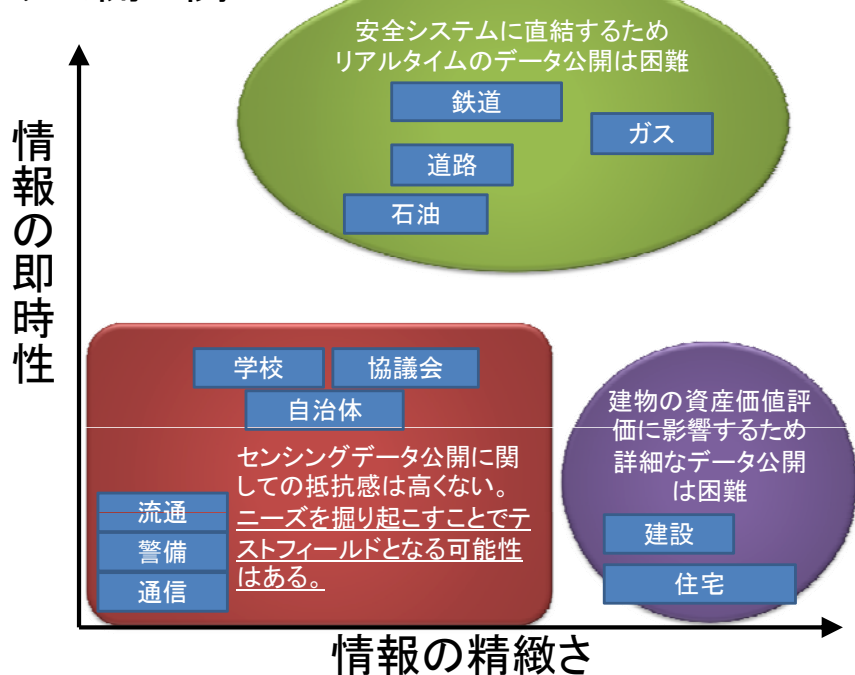 安全システムに直結するため
リアルタイムのデータ公開は困難
鉄道
ガス
道路
石油
情報の即時性
学校
協議会
自治体
センシングデータ公開に関
しての抵抗感は高くない。
ニーズを掘り起こすことでテ
ストフィールドとなる可能性
はある。
流通
警備
通信
建物の資産価値評
価に影響するため
詳細なデータ公開
は困難
建設
住宅
情報の精緻さ